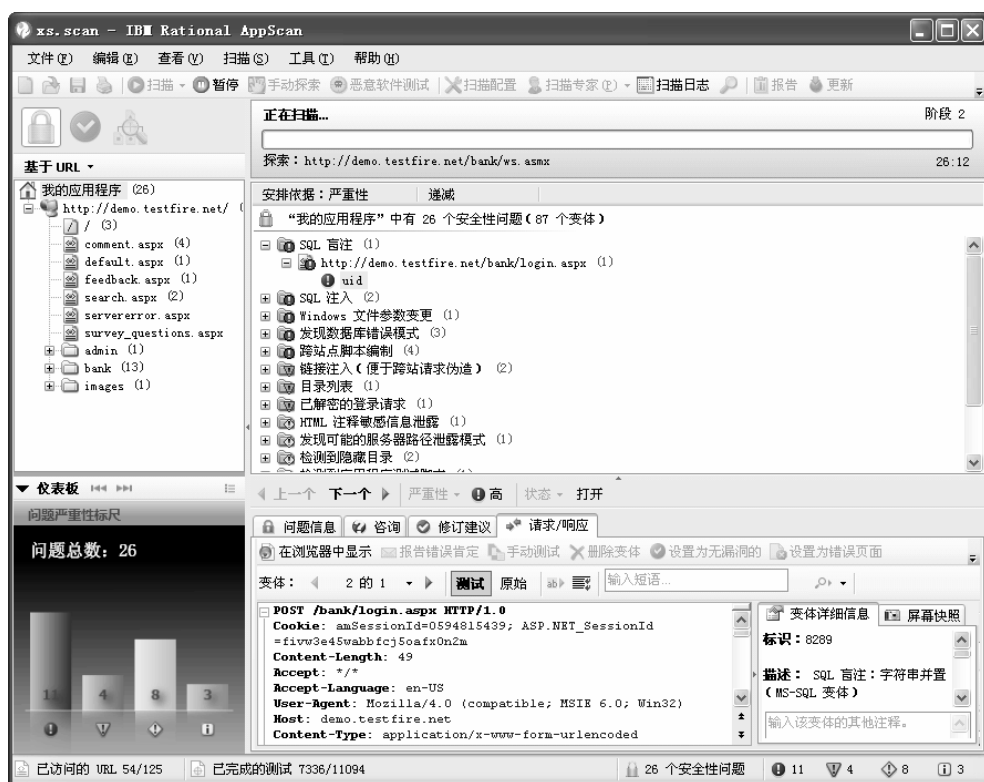 xs.scan - IBM Rational AppScan
文件(F) 编辑(E) 查看(V) 扫描(S) 工具(T) 帮助(H)
扫描 暂停 手动探索 恶意软件测试 扫描配置 扫描专家(P) 扫描日志 报告 更新
正在扫描... 阶段 2
探索：http://demo.testfire.net/bank/ws.asmx 26:12
基于 URL
我的应用程序 (26)
http://demo.testfire.net/
/ (3)
comment.aspx (4)
default.aspx (1)
feedback.aspx (1)
search.aspx (2)
servererror.aspx
survey_questions.aspx
admin (1)
bank (13)
images (1)
安排依据：严重性 递减
“我的应用程序”中有 26 个安全性问题（87 个变体）
SQL 盲注 (1)
http://demo.testfire.net/bank/login.aspx (1)
uid
SQL 注入 (2)
Windows 文件参数变更 (1)
发现数据库错误模式 (3)
跨站点脚本编制 (4)
链接注入（便于跨站请求伪造） (2)
目录列表 (1)
已解密的登录请求 (1)
HTML 注释敏感信息泄露 (1)
发现可能的服务器路径泄露模式 (1)
检测到隐藏目录 (2)
仪表板
问题严重性标尺
问题总数：26
11 4 8 3
上一个 下一个 严重性 高 状态 打开
问题信息 咨询 修订建议 请求/响应
在浏览器中显示 报告错误肯定 手动测试 删除变体 设置为无漏洞的 设置为错误页面
变体： 2 的 1 测试 原始 ab 输入短语...
POST /bank/login.aspx HTTP/1.0
Cookie: amSessionId=0594815439; ASP.NET_SessionId
=fivw3e45wabbfcj5oafx0n2m
Content-Length: 49
Accept: */*
Accept-Language: en-US
User-Agent: Mozilla/4.0 (compatible; MSIE 6.0; Win32)
Host: demo.testfire.net
Content-Type: application/x-www-form-urlencoded
变体详细信息 屏幕快照
标识：8289
描述： SQL 盲注：字符串并置
（MS-SQL 变体）
输入该变体的其他注释。
已访问的 URL 54/125 已完成的测试 7336/11094 26 个安全性问题 11 4 8 3